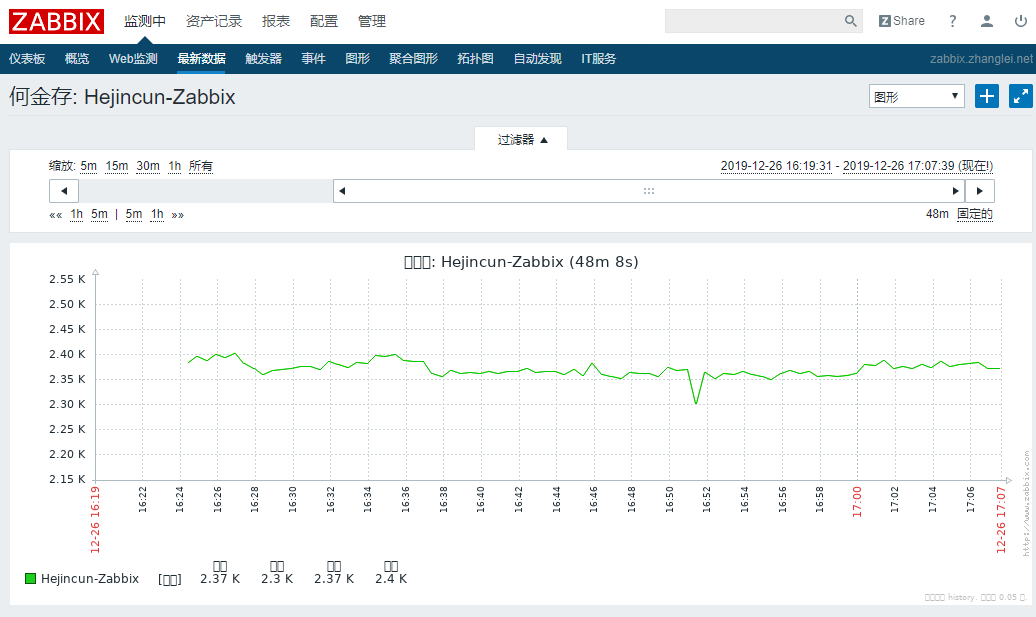 ZABBIX 监测中 资产记录 报表 配置 管理 Z Share ?
仪表板 概览 Web监测 最新数据 触发器 事件 图形 聚合图形 拓扑图 自动发现 IT服务 zabbix.zhanglei.net
何金存: Hejincun-Zabbix 图形
过滤器 ▲
缩放: 5m 15m 30m 1h 所有 2019-12-26 16:19:31 - 2019-12-26 17:07:39 (现在!)
«« 1h 5m | 5m 1h »» 48m 固定的
□□□: Hejincun-Zabbix (48m 8s)
2.55 K
2.50 K
2.45 K
2.40 K
2.35 K
2.30 K
2.25 K
2.20 K
2.15 K
12-26 16:19 16:22 16:24 16:26 16:28 16:30 16:32 16:34 16:36 16:38 16:40 16:42 16:44 16:46 16:48 16:50 16:52 16:54 16:56 16:58 17:00 17:02 17:04 17:06 12-26 17:07
http://www.zabbix.com
□□ □□ □□ □□
Hejincun-Zabbix [□□] 2.37 K 2.3 K 2.37 K 2.4 K
□□□□ history. □□□ 0.05 □.